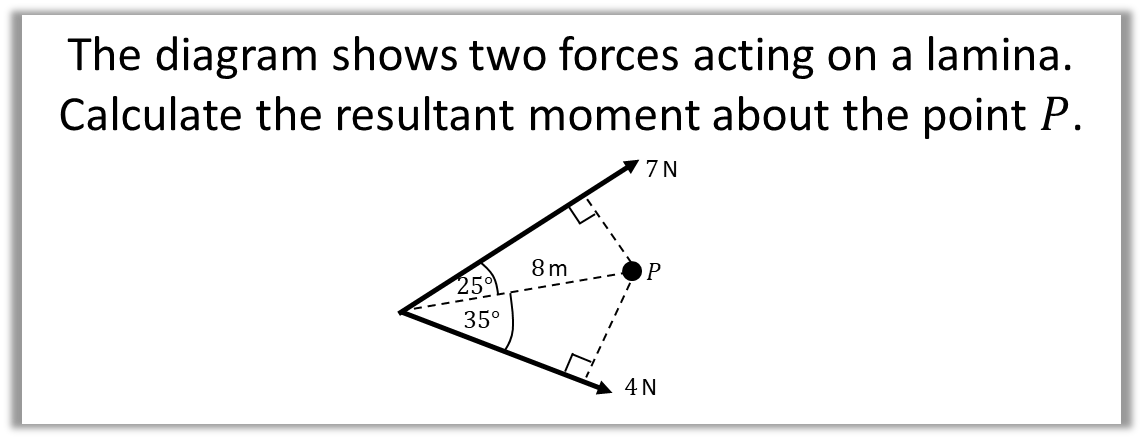 The diagram shows two forces acting on a lamina.
Calculate the resultant moment about the point P.
7 N
8 m
P
25°
35°
4 N